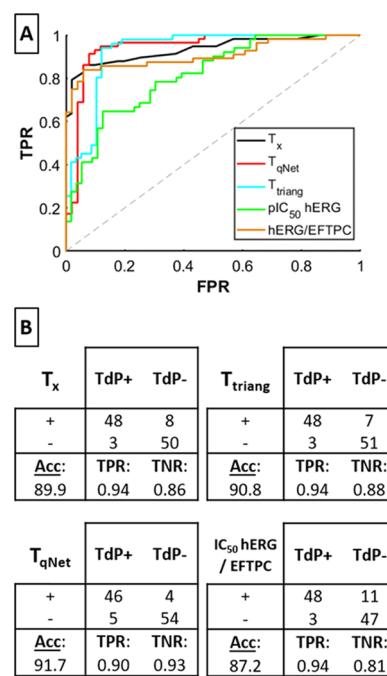 A
TPR
1
0.8
0.6
0.4
0.2
0
0 0.2 0.4 0.6 0.8 1
FPR
Tx
TqNet
Ttriang
pIC50 hERG
hERG/EFTPC
B
Tx TdP+ TdP-
+ 48 8
- 3 50
Acc: TPR: TNR:
89.9 0.94 0.86
Ttriang TdP+ TdP-
+ 48 7
- 3 51
Acc: TPR: TNR:
90.8 0.94 0.88
TqNet TdP+ TdP-
+ 46 4
- 5 54
Acc: TPR: TNR:
91.7 0.90 0.93
IC50 hERG
/ EFTPC TdP+ TdP-
+ 48 11
- 3 47
Acc: TPR: TNR:
87.2 0.94 0.81